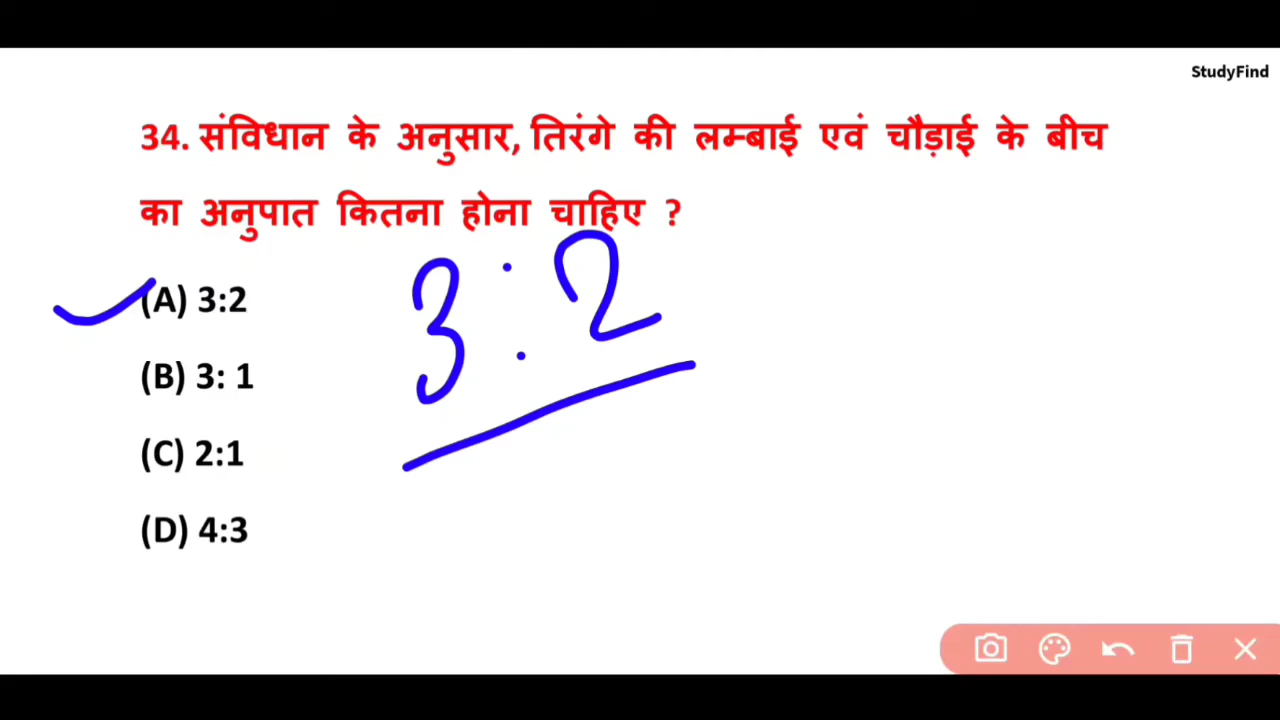 StudyFind
34. संविधान के अनुसार, तिरंगे की लम्बाई एवं चौड़ाई के बीच
का अनुपात कितना होना चाहिए ?
(A) 3:2
3:2
(B) 3: 1
(C) 2:1
(D) 4:3